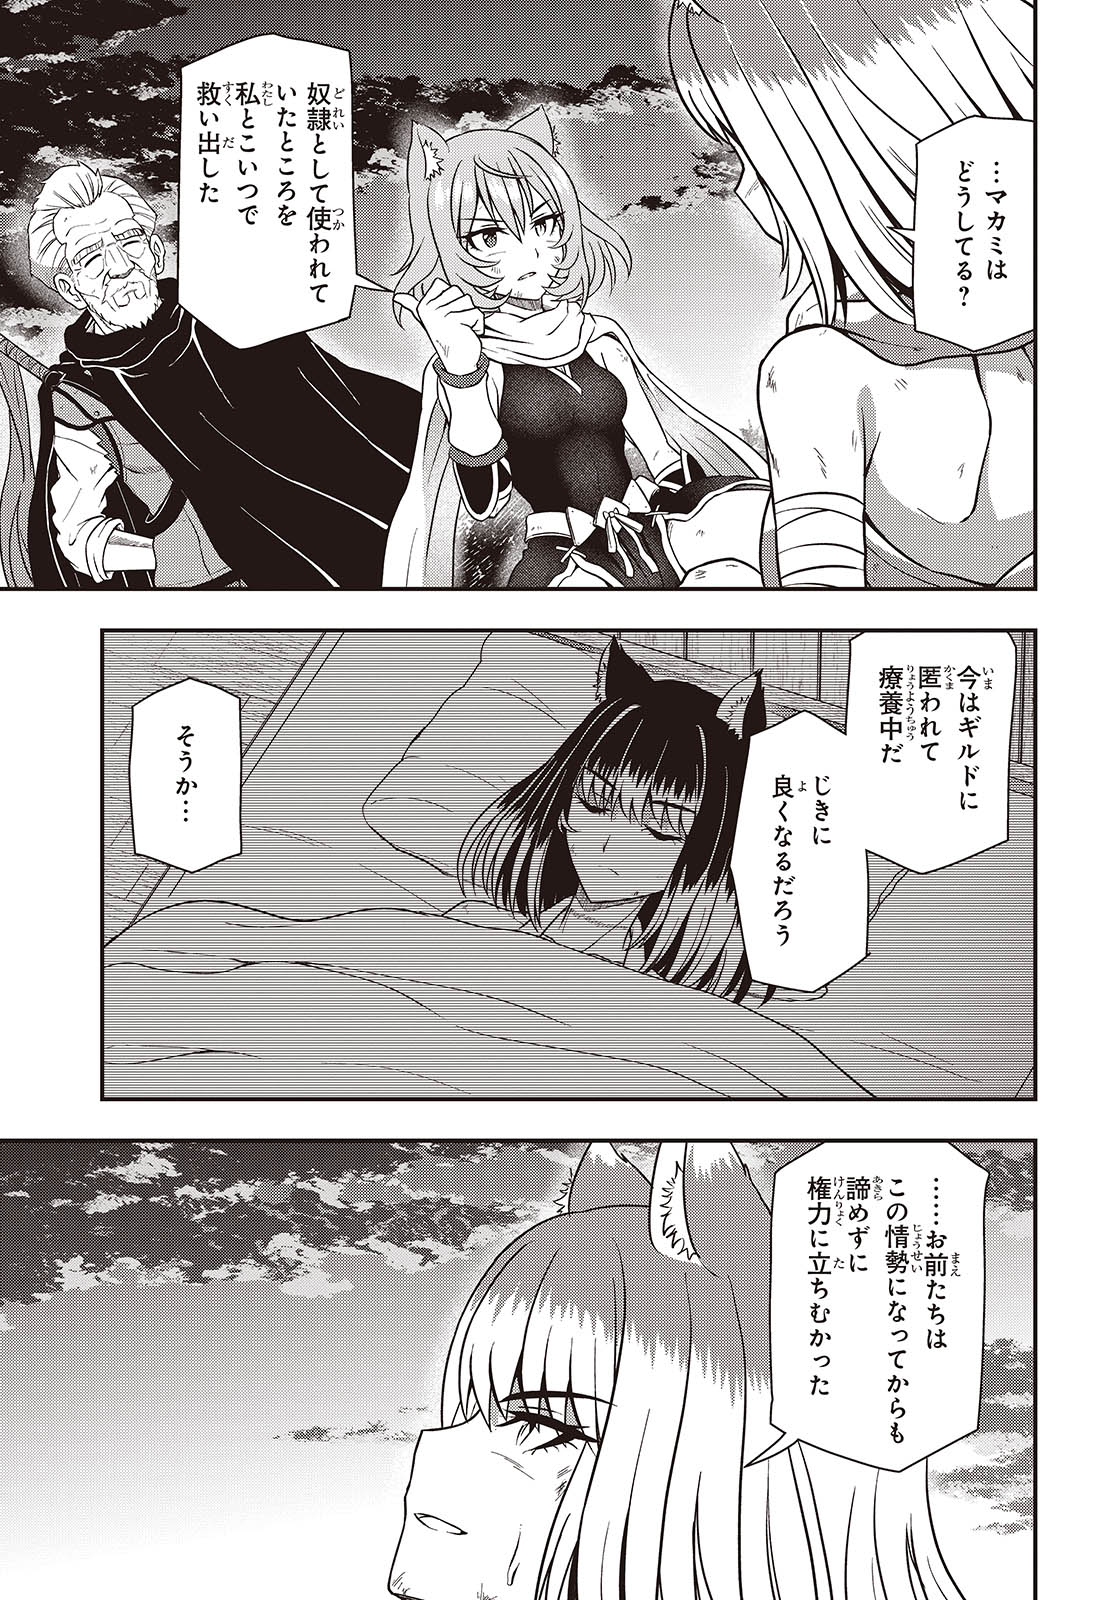 …マカミは
どうしてる？
奴隷として使われて
いたところを
私とこいつで
救い出した
今はギルドに
匿われて
療養中だ
じきに
良くなるだろう
そうか…
……お前たちは
この情勢になってからも
諦めずに
権力に立ちむかった